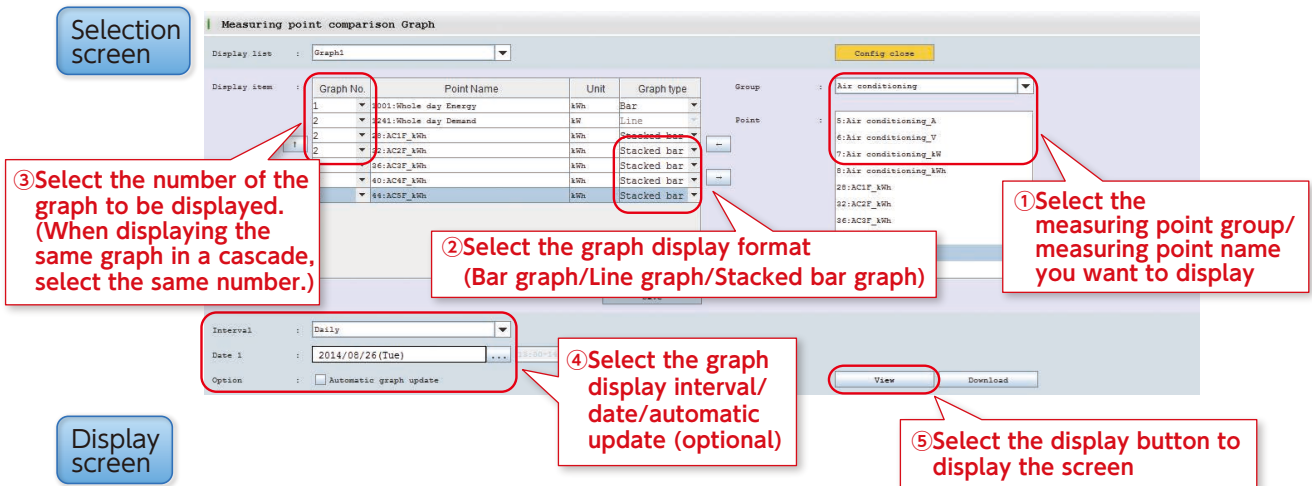 Selection
screen
Measuring point comparison Graph
Display list : Graph1
Config close
Display item :
Graph No. Point Name Unit Graph type
1 1001:Whole day Energy kWh Bar
2 1241:Whole day Demand kW Line
2 28:AC1F_kWh kWh Stacked bar
2 32:AC2F_kWh kWh Stacked bar
36:AC3F_kWh kWh Stacked bar
40:AC4F_kWh kWh Stacked bar
44:AC5F_kWh kWh Stacked bar
↑
←
→
Group : Air conditioning
Point :
5:Air conditioning_A
6:Air conditioning_V
7:Air conditioning_kW
8:Air conditioning_kWh
28:AC1F_kWh
32:AC2F_kWh
36:AC3F_kWh
③Select the number of the
graph to be displayed.
(When displaying the
same graph in a cascade,
select the same number.)
②Select the graph display format
(Bar graph/Line graph/Stacked bar graph)
①Select the
measuring point group/
measuring point name
you want to display
Interval : Daily
Date 1 : 2014/08/26(Tue) ...
Option : Automatic graph update
④Select the graph
display interval/
date/automatic
update (optional)
View Download
⑤Select the display button to
display the screen
Display
screen